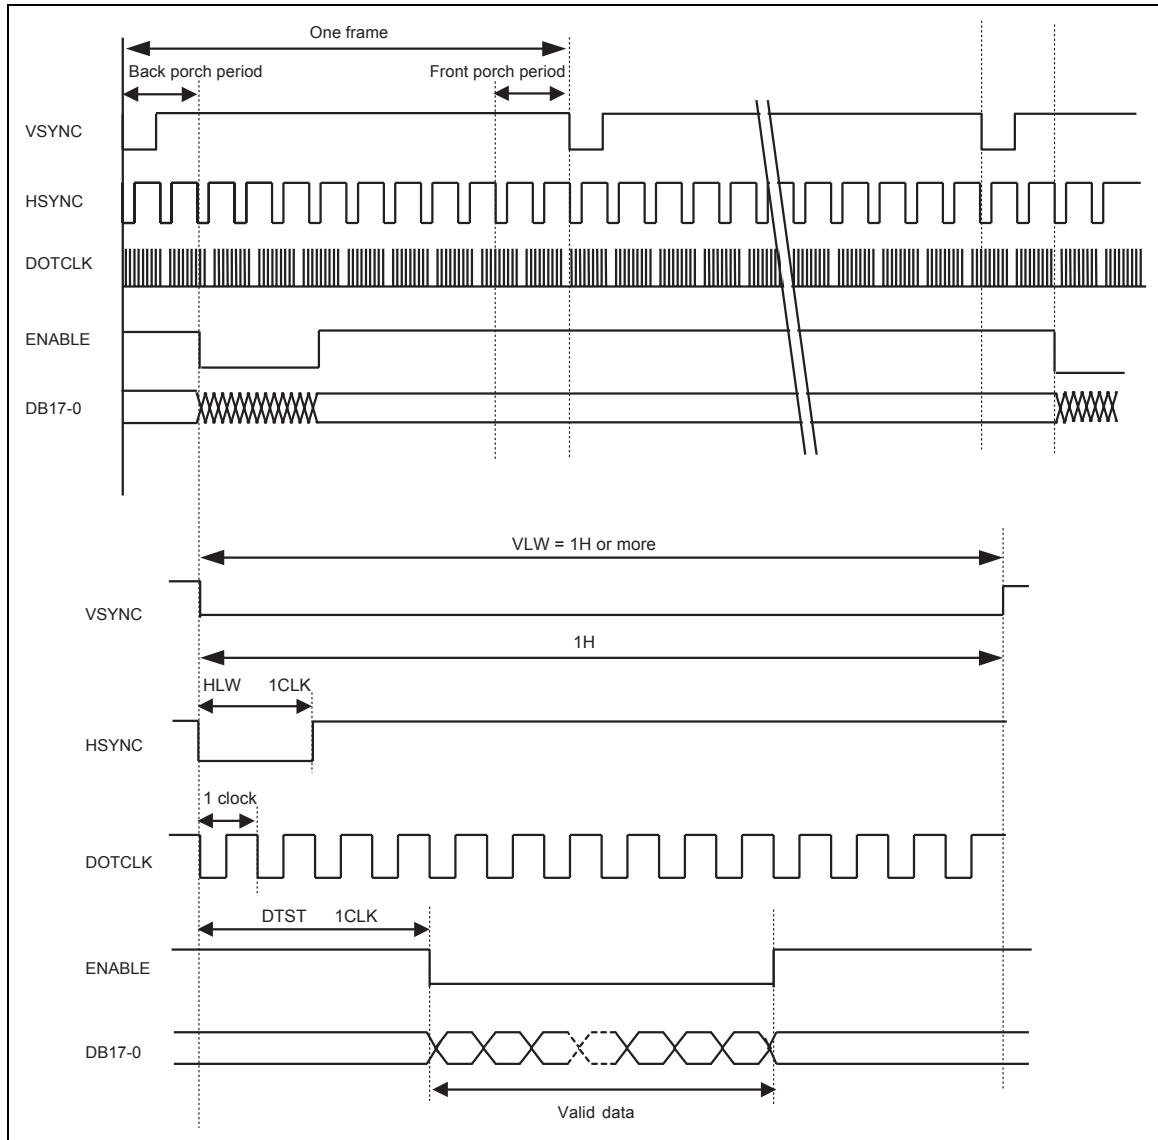 One frame
Back porch period
Front porch period
VSYNC
HSYNC
DOTCLK
ENABLE
DB17-0
VLW = 1H or more
VSYNC
1H
HLW 1CLK
HSYNC
1 clock
DOTCLK
DTST 1CLK
ENABLE
DB17-0
Valid data